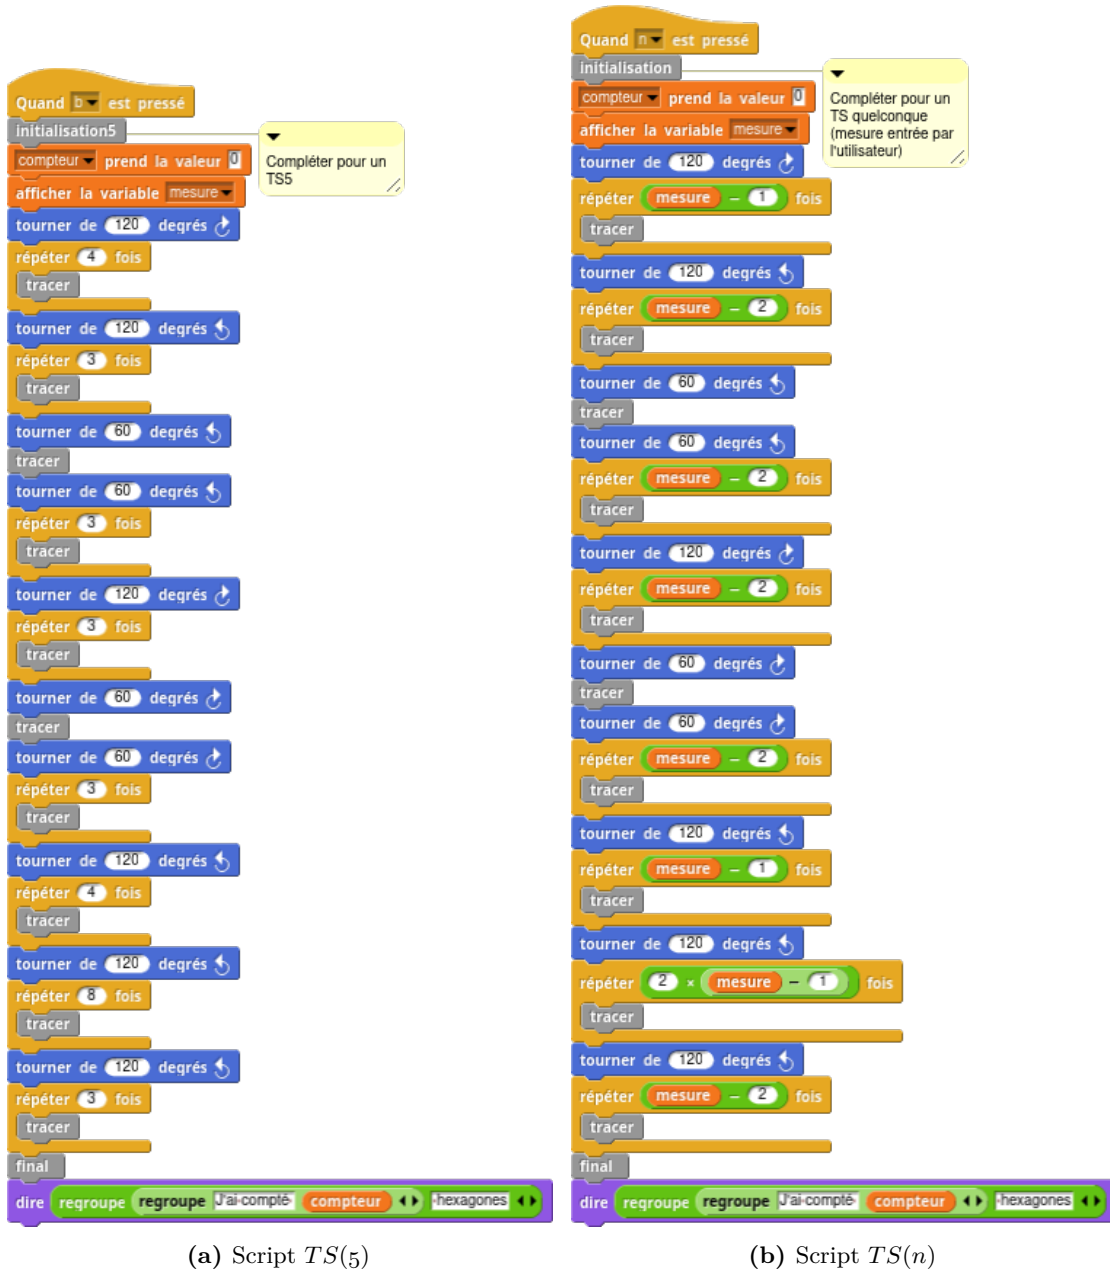 Quand b est pressé
initialisation5
Compléter pour un
TS5
compteur prend la valeur 0
afficher la variable mesure
tourner de 120 degrés
répéter 4 fois
tracer
tourner de 120 degrés
répéter 3 fois
tracer
tourner de 60 degrés
tracer
tourner de 60 degrés
répéter 3 fois
tracer
tourner de 120 degrés
répéter 3 fois
tracer
tourner de 60 degrés
tracer
tourner de 60 degrés
répéter 3 fois
tracer
tourner de 120 degrés
répéter 4 fois
tracer
tourner de 120 degrés
répéter 8 fois
tracer
tourner de 120 degrés
répéter 3 fois
tracer
final
dire regroupe regroupe J'ai·compté· compteur ·hexagones
(a) Script TS(5)
Quand n est pressé
initialisation
Compléter pour un
TS quelconque
(mesure entrée par
l'utilisateur)
compteur prend la valeur 0
afficher la variable mesure
tourner de 120 degrés
répéter mesure – 1 fois
tracer
tourner de 120 degrés
répéter mesure – 2 fois
tracer
tourner de 60 degrés
tracer
tourner de 60 degrés
répéter mesure – 2 fois
tracer
tourner de 120 degrés
répéter mesure – 2 fois
tracer
tourner de 60 degrés
tracer
tourner de 60 degrés
répéter mesure – 2 fois
tracer
tourner de 120 degrés
répéter mesure – 1 fois
tracer
tourner de 120 degrés
répéter 2 × mesure – 1 fois
tracer
tourner de 120 degrés
répéter mesure – 2 fois
tracer
final
dire regroupe regroupe J'ai·compté· compteur ·hexagones
(b) Script TS(n)